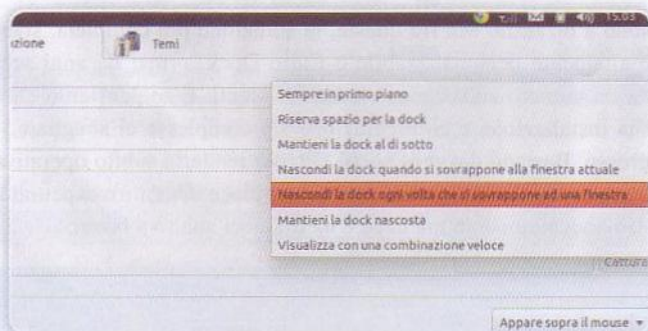 15.03
zione
Temi
Sempre in primo piano
Riserva spazio per la dock
Mantieni la dock al di sotto
Nascondi la dock quando si sovrappone alla finestra attuale
Nascondi la dock ogni volta che si sovrappone ad una finestra
Mantieni la dock nascosta
Visualizza con una combinazione veloce
Cattura
Appare sopra il mouse